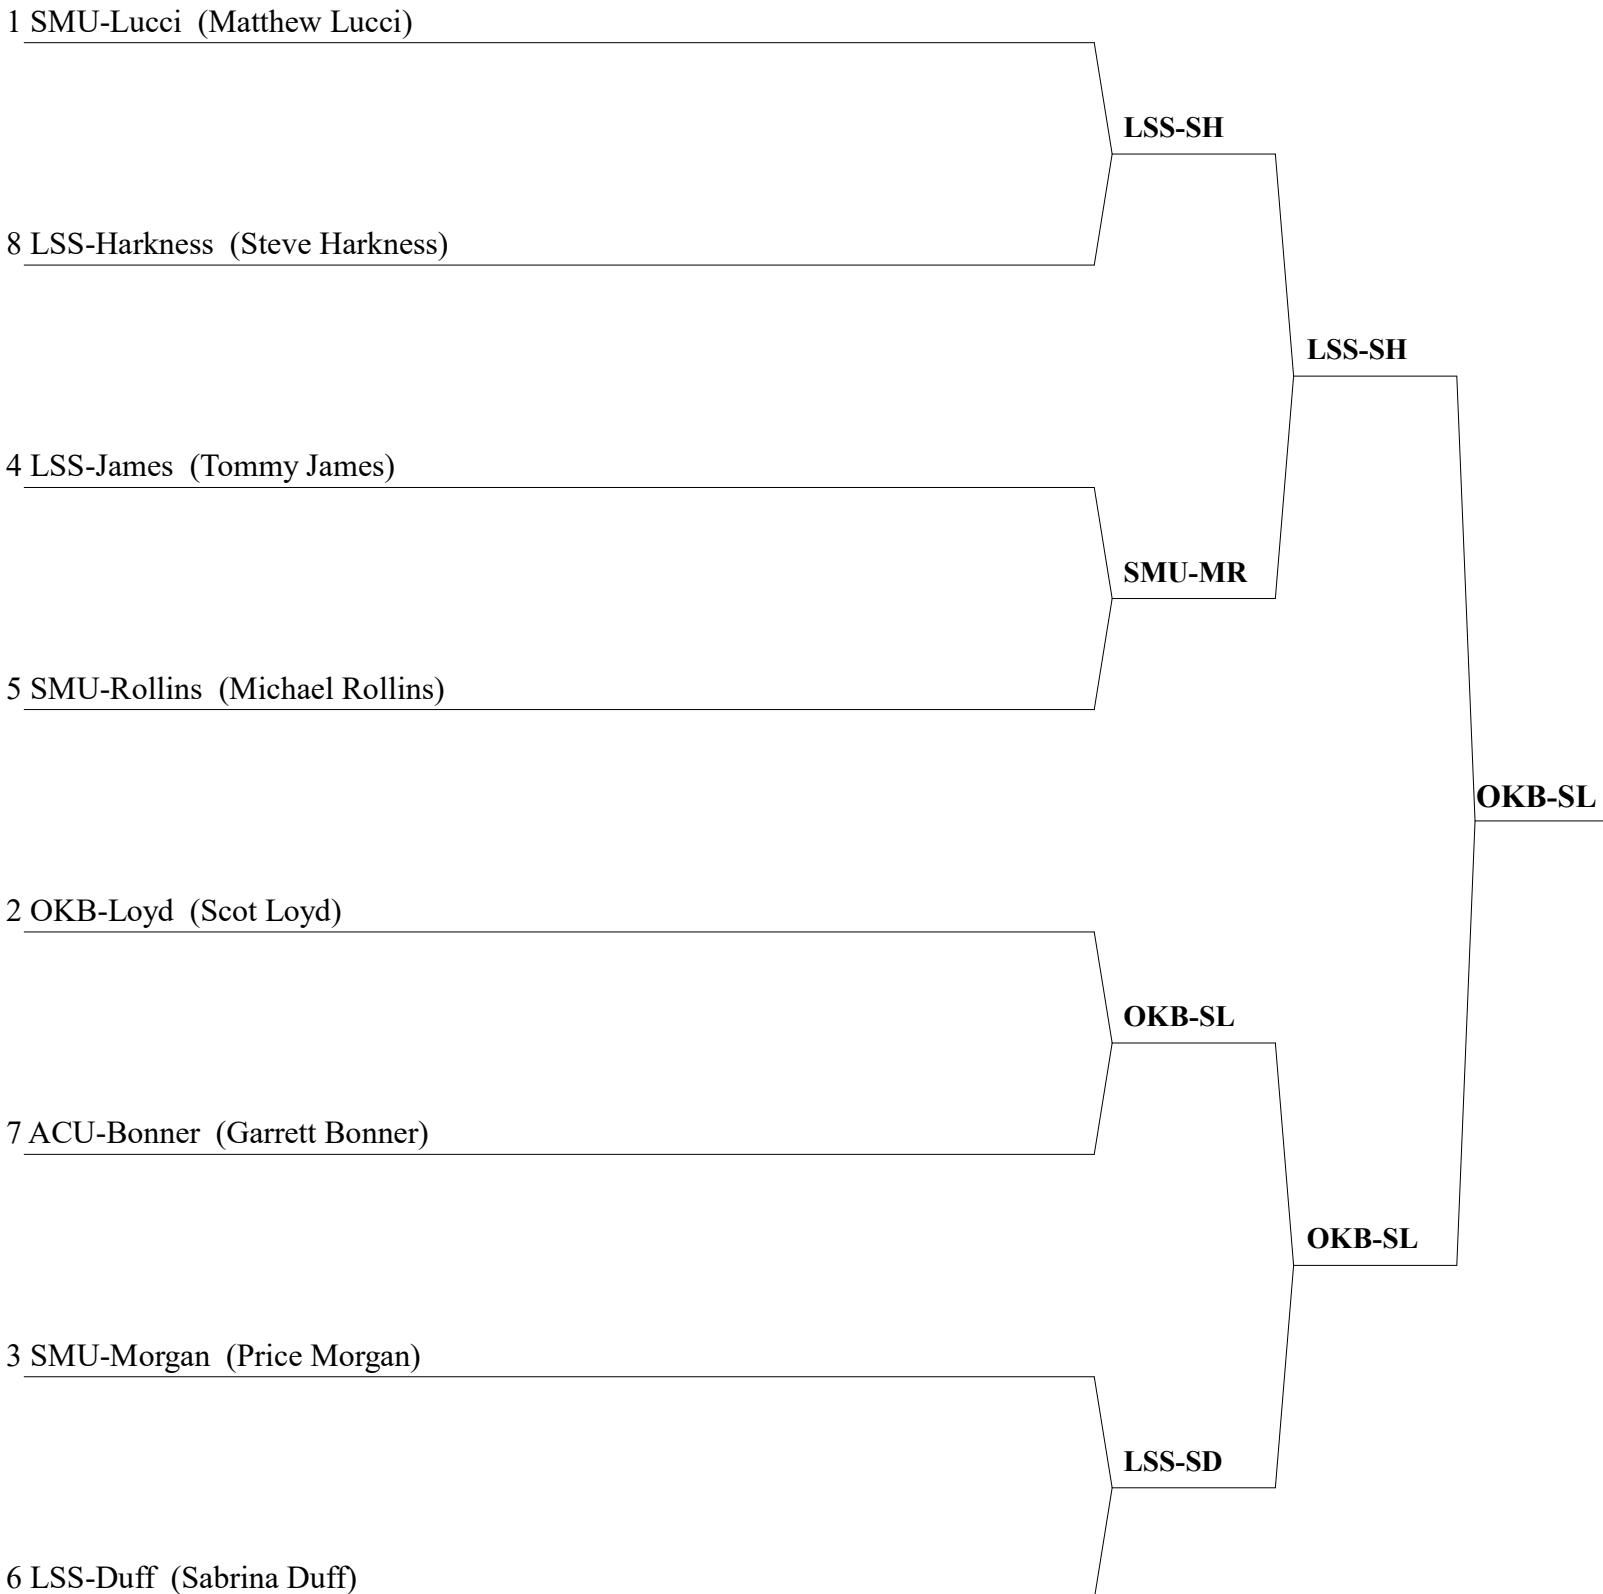 1 SMU-Lucci (Matthew Lucci)
LSS-SH
8 LSS-Harkness (Steve Harkness)
LSS-SH
4 LSS-James (Tommy James)
SMU-MR
5 SMU-Rollins (Michael Rollins)
OKB-SL
2 OKB-Loyd (Scot Loyd)
OKB-SL
7 ACU-Bonner (Garrett Bonner)
OKB-SL
3 SMU-Morgan (Price Morgan)
LSS-SD
6 LSS-Duff (Sabrina Duff)